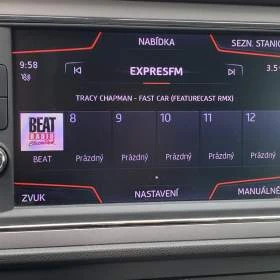 NABÍDKA
SEZN. STANIC
9:58
EXPRESFM
3.5
TRACY CHAPMAN - FAST CAR (FEATURECAST RMX)
BEAT
RADIO
8
9
10
11
12
BEAT
Prázdný
Prázdný
Prázdný
Prázdný
Prázdný
ZVUK
NASTAVENÍ
MANUÁLNĚ